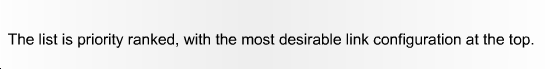 The list is priority ranked, with the most desirable link configuration at the top.